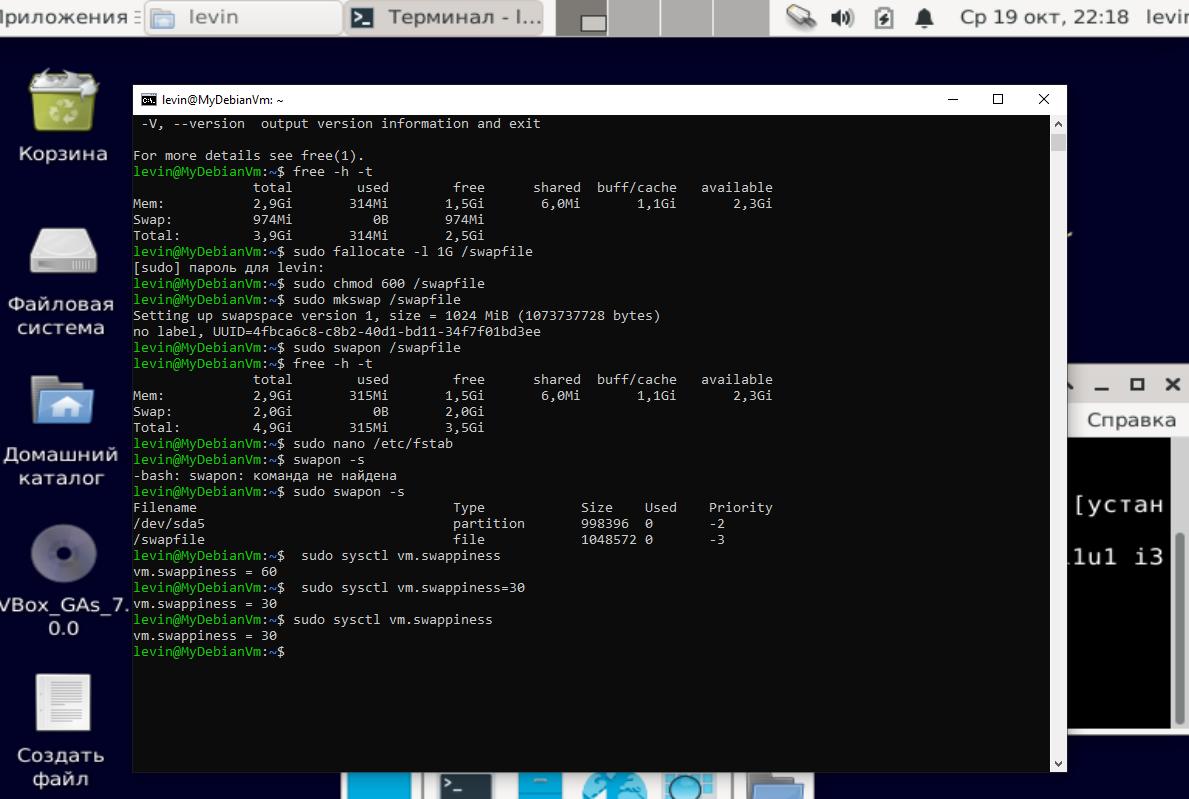 Приложения levin Терминал - l... Ср 19 окт, 22:18 levin
Корзина
Файловая
система
Домашний
каталог
VBox_GAs_7.
0.0
Создать
файл
levin@MyDebianVm: ~
-V, --version  output version information and exit
For more details see free(1).
levin@MyDebianVm:~$ free -h -t
total used free shared buff/cache available
Mem: 2,9Gi 314Mi 1,5Gi 6,0Mi 1,1Gi 2,3Gi
Swap: 974Mi 0B 974Mi
Total: 3,9Gi 314Mi 2,5Gi
levin@MyDebianVm:~$ sudo fallocate -l 1G /swapfile
[sudo] пароль для levin:
levin@MyDebianVm:~$ sudo chmod 600 /swapfile
levin@MyDebianVm:~$ sudo mkswap /swapfile
Setting up swapspace version 1, size = 1024 MiB (1073737728 bytes)
no label, UUID=4fbca6c8-c8b2-40d1-bd11-34f7f01bd3ee
levin@MyDebianVm:~$ sudo swapon /swapfile
levin@MyDebianVm:~$ free -h -t
total used free shared buff/cache available
Mem: 2,9Gi 315Mi 1,5Gi 6,0Mi 1,1Gi 2,3Gi
Swap: 2,0Gi 0B 2,0Gi
Total: 4,9Gi 315Mi 3,5Gi
levin@MyDebianVm:~$ sudo nano /etc/fstab
levin@MyDebianVm:~$ swapon -s
-bash: swapon: команда не найдена
levin@MyDebianVm:~$ sudo swapon -s
Filename Type Size Used Priority
/dev/sda5 partition 998396 0 -2
/swapfile file 1048572 0 -3
levin@MyDebianVm:~$  sudo sysctl vm.swappiness
vm.swappiness = 60
levin@MyDebianVm:~$  sudo sysctl vm.swappiness=30
vm.swappiness = 30
levin@MyDebianVm:~$ sudo sysctl vm.swappiness
vm.swappiness = 30
levin@MyDebianVm:~$
Справка
[устан
1u1 i3